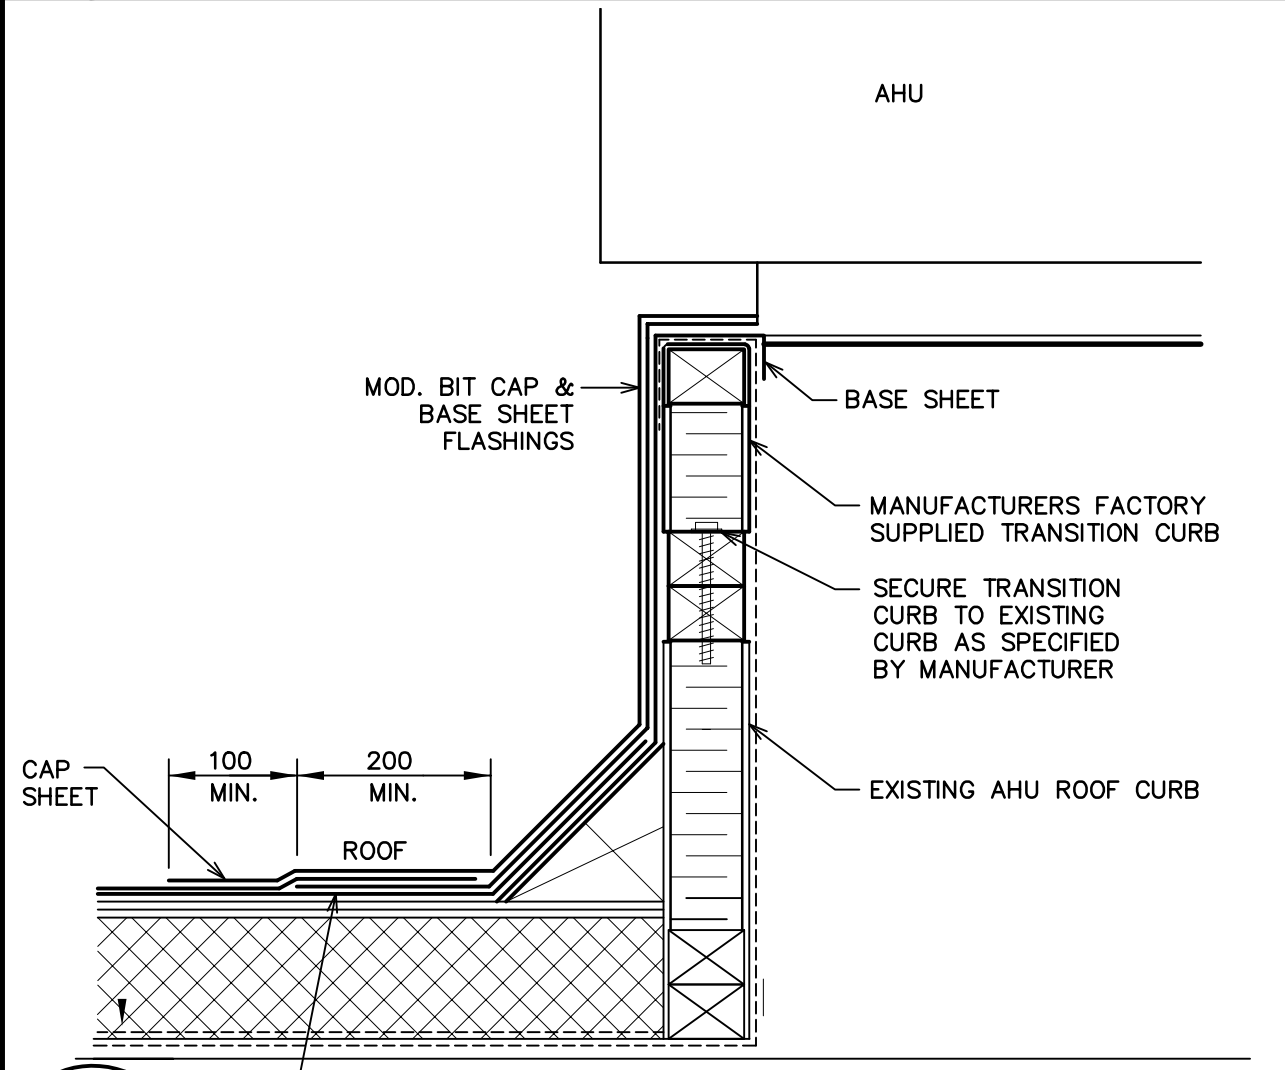 AHU
MOD. BIT CAP &
BASE SHEET
FLASHINGS
BASE SHEET
MANUFACTURERS FACTORY
SUPPLIED TRANSITION CURB
SECURE TRANSITION
CURB TO EXISTING
CURB AS SPECIFIED
BY MANUFACTURER
CAP
SHEET
100
MIN.
200
MIN.
EXISTING AHU ROOF CURB
ROOF